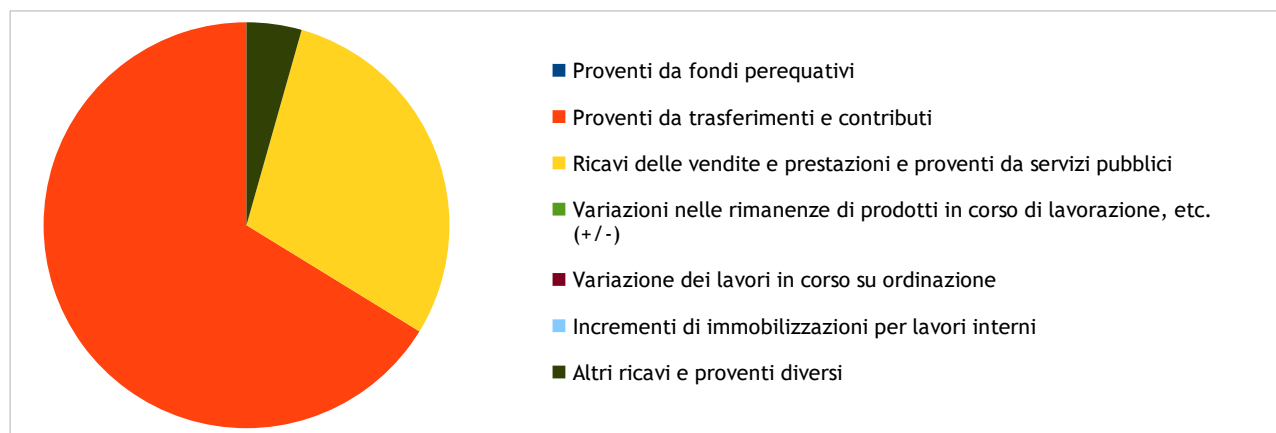 Proventi da fondi perequativi
Proventi da trasferimenti e contributi
Ricavi delle vendite e prestazioni e proventi da servizi pubblici
Variazioni nelle rimanenze di prodotti in corso di lavorazione, etc.
(+/-)
Variazione dei lavori in corso su ordinazione
Incrementi di immobilizzazioni per lavori interni
Altri ricavi e proventi diversi